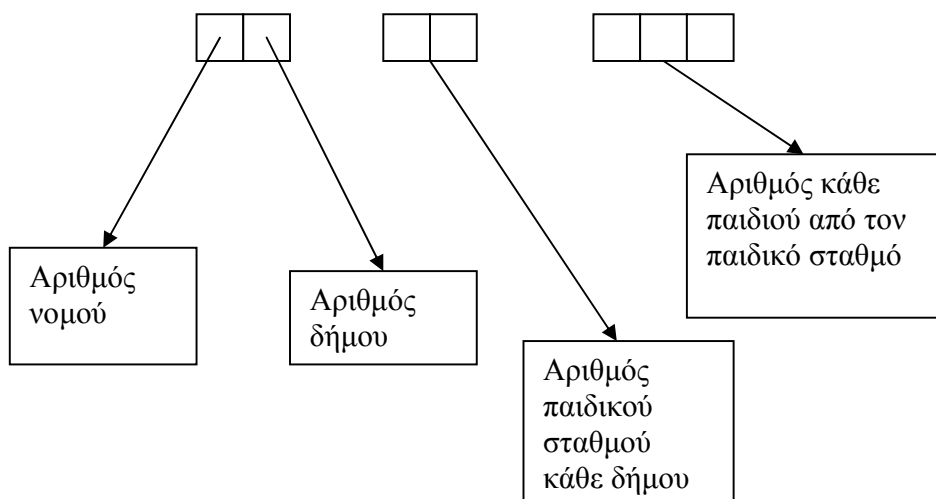 Αριθμός
νομού
Αριθμός
δήμου
Αριθμός
παιδικού
σταθμού
κάθε δήμου
Αριθμός κάθε
παιδιού από τον
παιδικό σταθμό